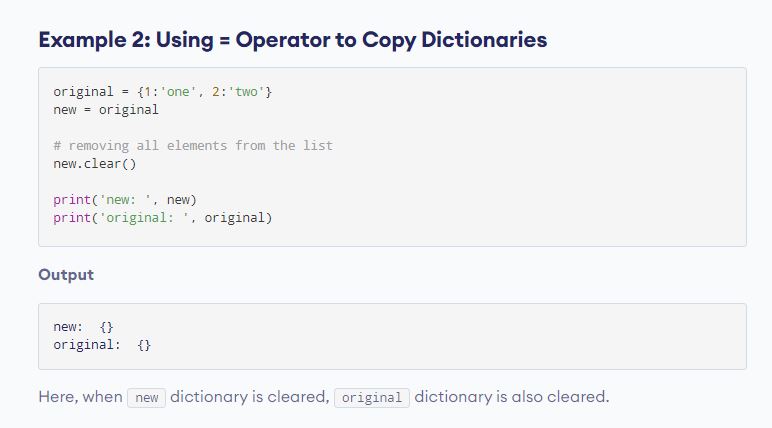 Example 2: Using = Operator to Copy Dictionaries
original = {1:'one', 2:'two'}
new = original
# removing all elements from the list
new.clear()
print('new: ', new)
print('original: ', original)
Output
new:  {}
original:  {}
Here, when new dictionary is cleared, original dictionary is also cleared.